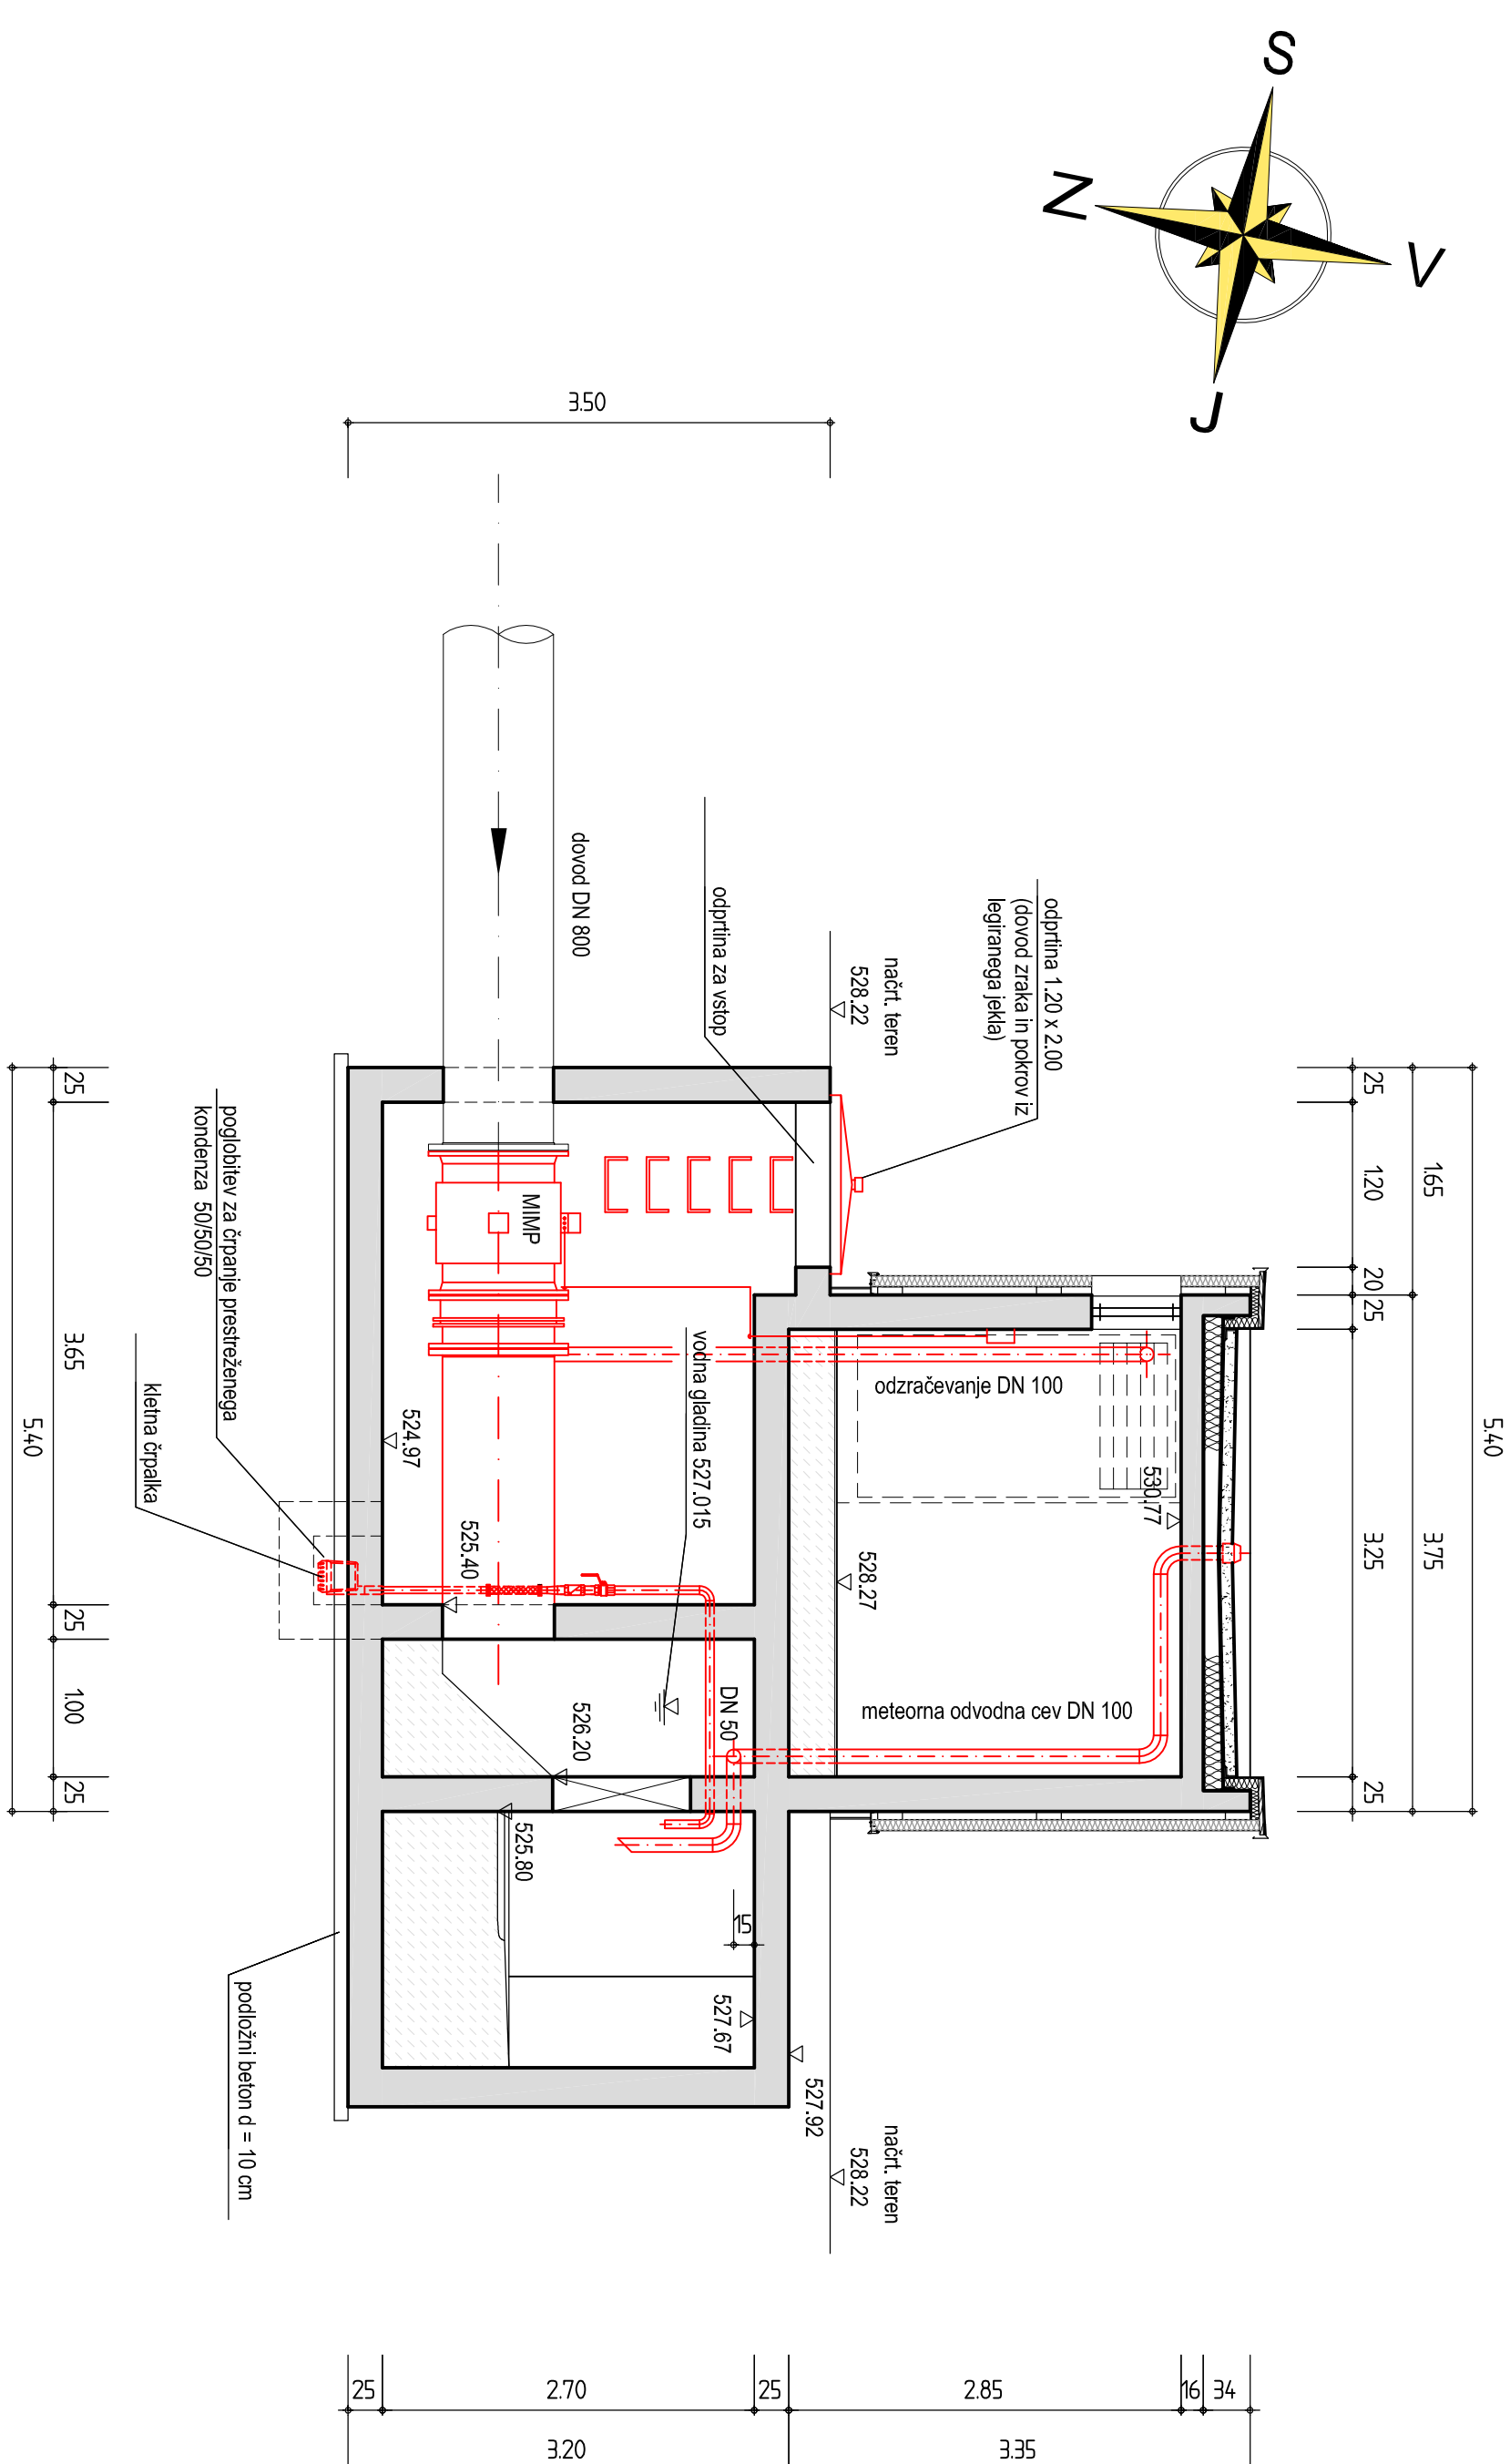 S
Z
V
J
3.50
dovod DN 800
odprtina za vstop
odprtina 1.20 x 2.00
(dovod zraka in pokrov iz
legiranega jekla)
načrt. teren
528.22
5.40
1.65
3.75
25
1.20
20
25
3.25
25
MIMP
odzračevanje DN 100
530.77
vodna gladina 527.015
524.97
525.40
528.27
meteorna odvodna cev DN 100
DN 50
526.20
525.80
15
527.67
527.92
načrt. teren
528.22
poglobitev za črpanje prestreženega
kondenza 50/50/50
kletna črpalka
podložni beton d = 10 cm
25
3.65
25
1.00
25
5.40
25
2.70
25
2.85
16
34
3.20
3.35